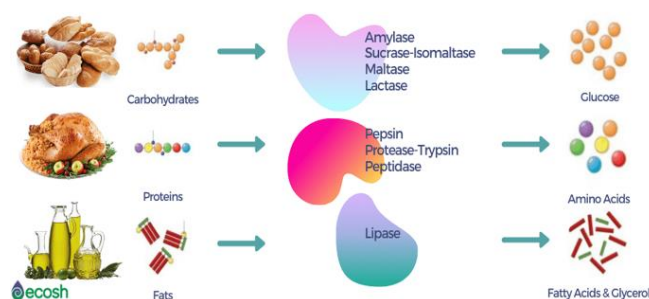 Amylase
Sucrase-Isomaltase
Maltase
Lactase
Carbohydrates
Glucose
Pepsin
Protease-Trypsin
Peptidase
Proteins
Amino Acids
Lipase
ecosh
Fats
Fatty Acids & Glycerol